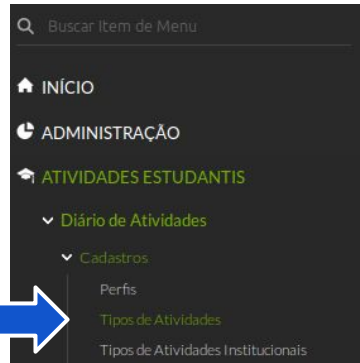 Buscar Item de Menu
INÍCIO
ADMINISTRAÇÃO
ATIVIDADES ESTUDANTIS
Diário de Atividades
Cadastros
Perfis
Tipos de Atividades
Tipos de Atividades Institucionais